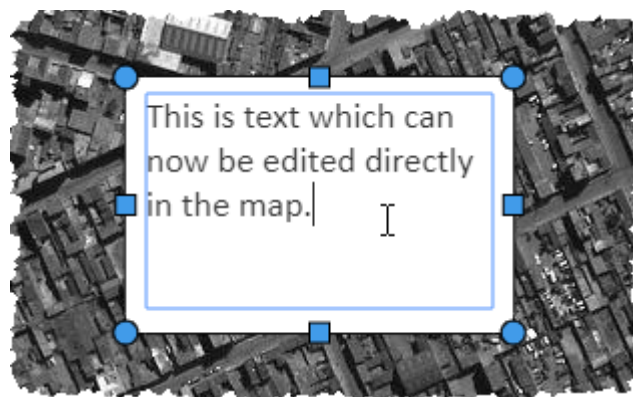 This is text which can
now be edited directly
in the map.